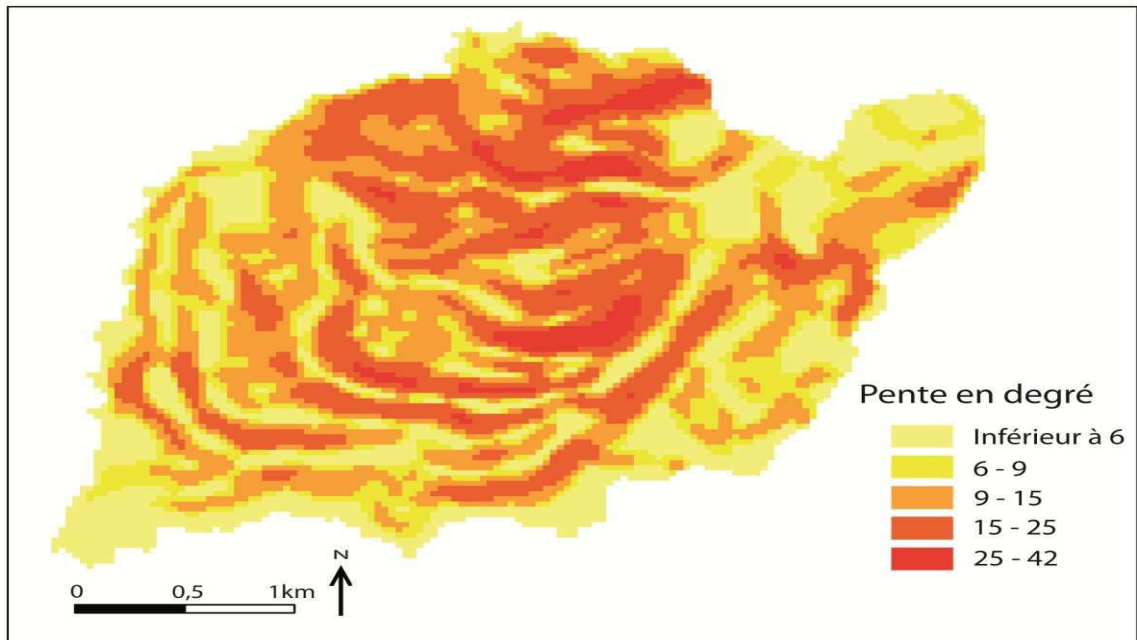 Pente en degré
Inférieur à 6
6 - 9
9 - 15
15 - 25
25 - 42
N
0 0,5 1km